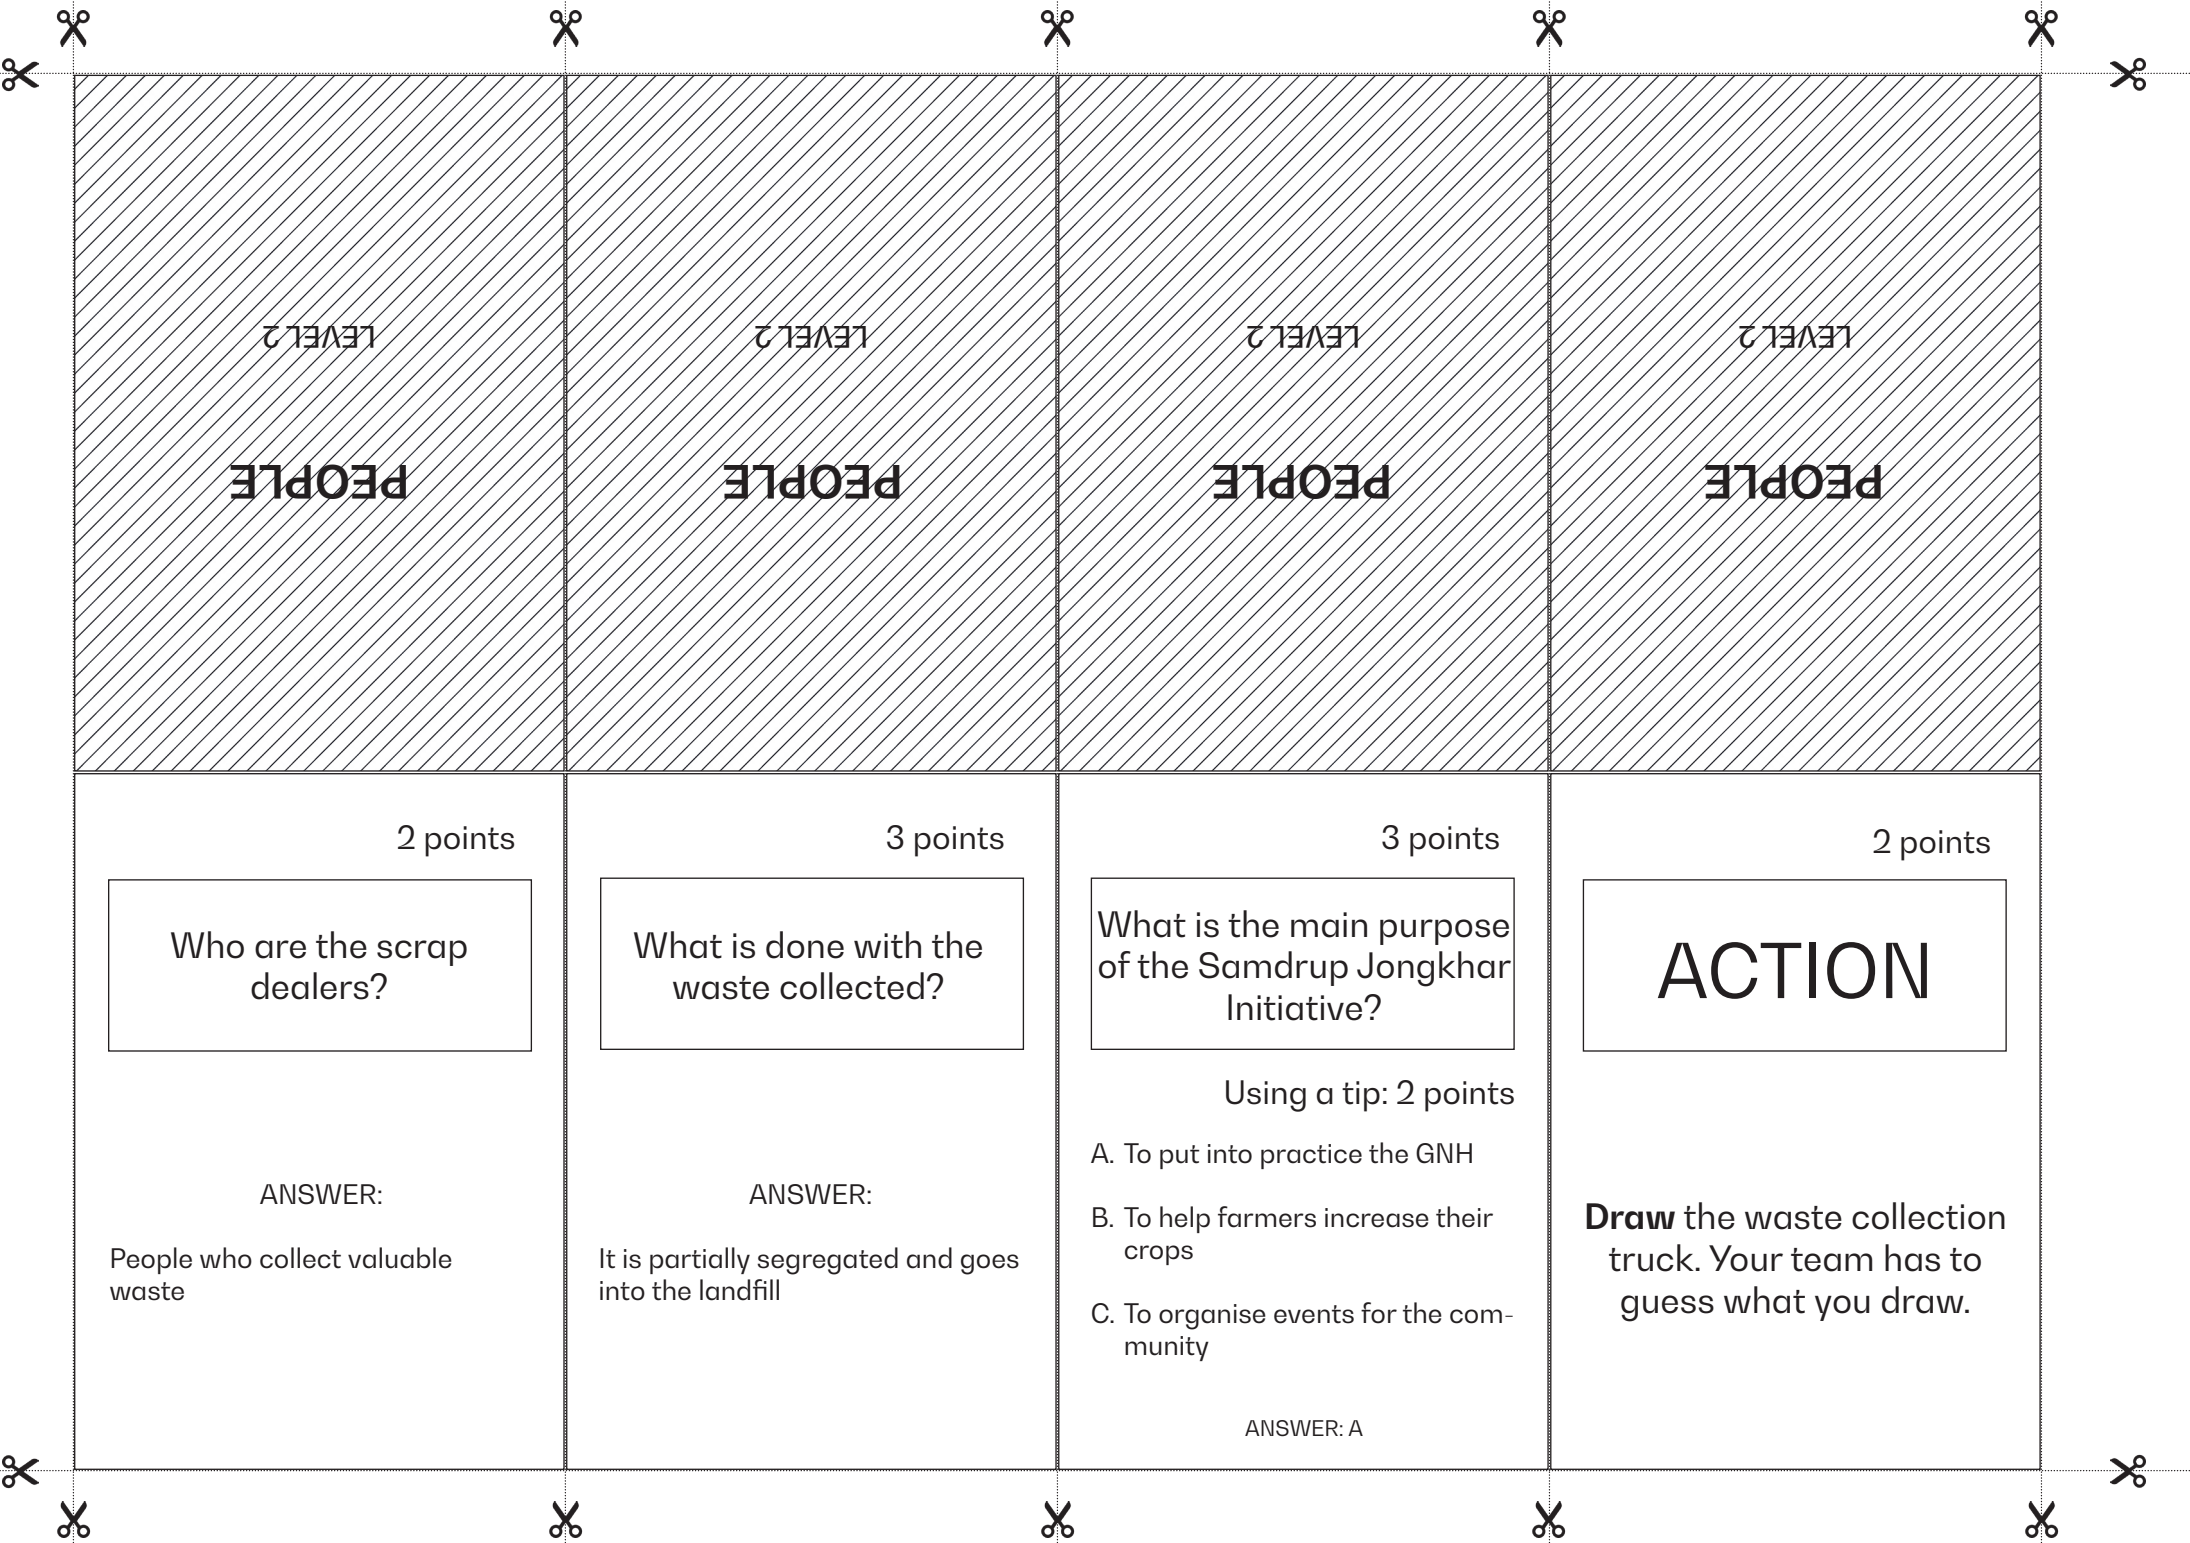 LEVEL 2
PEOPLE
LEVEL 2
PEOPLE
LEVEL 2
PEOPLE
LEVEL 2
PEOPLE
2 points
Who are the scrap
dealers?
ANSWER:
People who collect valuable
waste
3 points
What is done with the
waste collected?
ANSWER:
It is partially segregated and goes
into the landfill
3 points
What is the main purpose
of the Samdrup Jongkhar
Initiative?
Using a tip: 2 points
A. To put into practice the GNH
B. To help farmers increase their
crops
C. To organise events for the com-
munity
ANSWER: A
2 points
ACTION
Draw the waste collection
truck. Your team has to
guess what you draw.